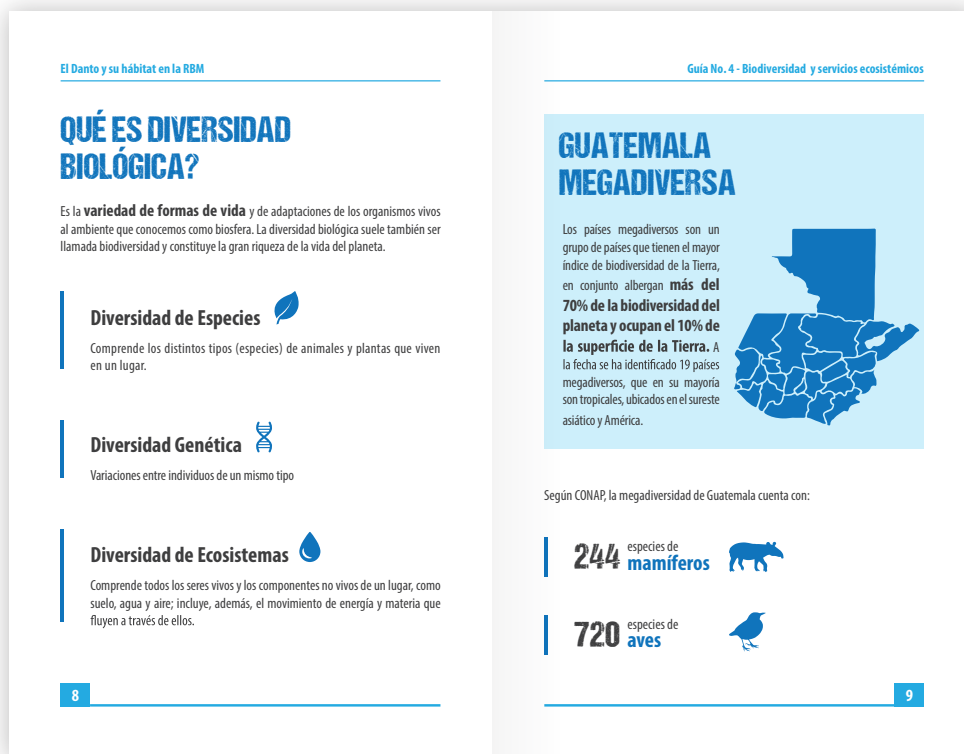 El Danto y su hábitat en la RBM
QUÉ ES DIVERSIDAD
BIOLÓGICA?
Es la variedad de formas de vida y de adaptaciones de los organismos vivos
al ambiente que conocemos como biosfera. La diversidad biológica suele también ser
llamada biodiversidad y constituye la gran riqueza de la vida del planeta.
Diversidad de Especies
Comprende los distintos tipos (especies) de animales y plantas que viven
en un lugar.
Diversidad Genética
Variaciones entre individuos de un mismo tipo
Diversidad de Ecosistemas
Comprende todos los seres vivos y los componentes no vivos de un lugar, como
suelo, agua y aire; incluye, además, el movimiento de energía y materia que
fluyen a través de ellos.
8
Guía No. 4 - Biodiversidad y servicios ecosistémicos
GUATEMALA
MEGADIVERSA
Los países megadiversos son un
grupo de países que tienen el mayor
índice de biodiversidad de la Tierra,
en conjunto albergan más del
70% de la biodiversidad del
planeta y ocupan el 10% de
la superficie de la Tierra. A
la fecha se ha identificado 19 países
megadiversos, que en su mayoría
son tropicales, ubicados en el sureste
asiático y América.
Según CONAP, la megadiversidad de Guatemala cuenta con:
244 especies de
mamíferos
720 especies de
aves
9